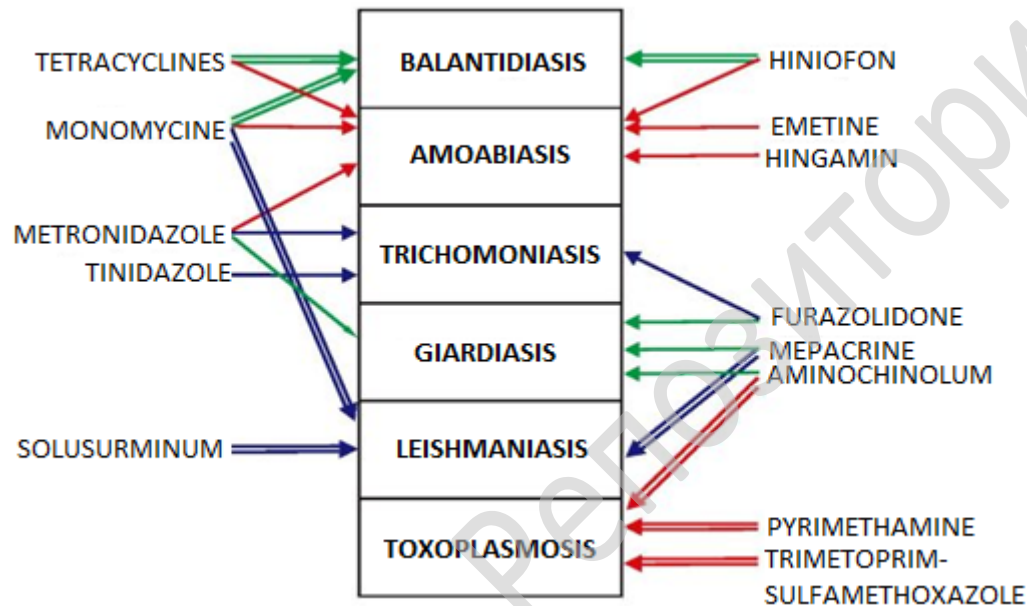 TETRACYCLINES
MONOMYCINE
METRONIDAZOLE
TINIDAZOLE
SOLUSURMINUM
BALANTIDIASIS
AMOABIASIS
TRICHOMONIASIS
GIARDIASIS
LEISHMANIASIS
TOXOPLASMOSIS
HINIOFON
EMETINE
HINGAMIN
FURAZOLIDONE
MEPACRINE
AMINOCHINOLUM
PYRIMETHAMINE
TRIMETOPRIM-
SULFAMETHOXAZOLE
Репозитори